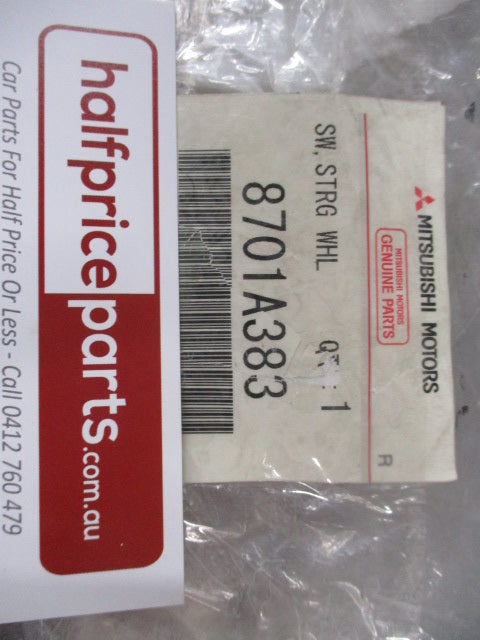 MITSUBISHI MOTORS
MITSUBISHI MOTORS
GENUINE PARTS
R
SW, STRG WHL
1
8701A383
halfpriceparts.com.au
Car Parts For Half Price Or Less - Call 0412 760 479